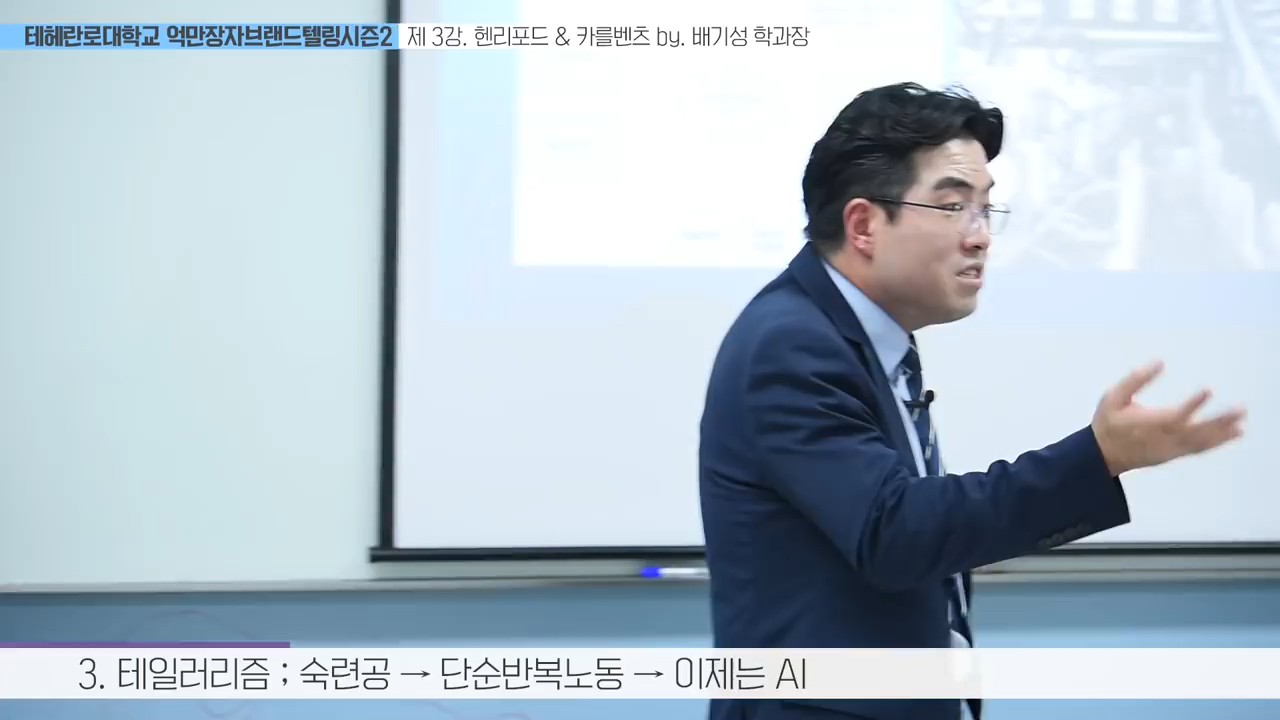 테헤란로대학교 억만장자브랜드텔링시즌2 제 3강. 헨리포드 & 카를벤츠 by. 배기성 학과장
3. 테일러리즘 ; 숙련공 → 단순반복노동 → 이제는 AI